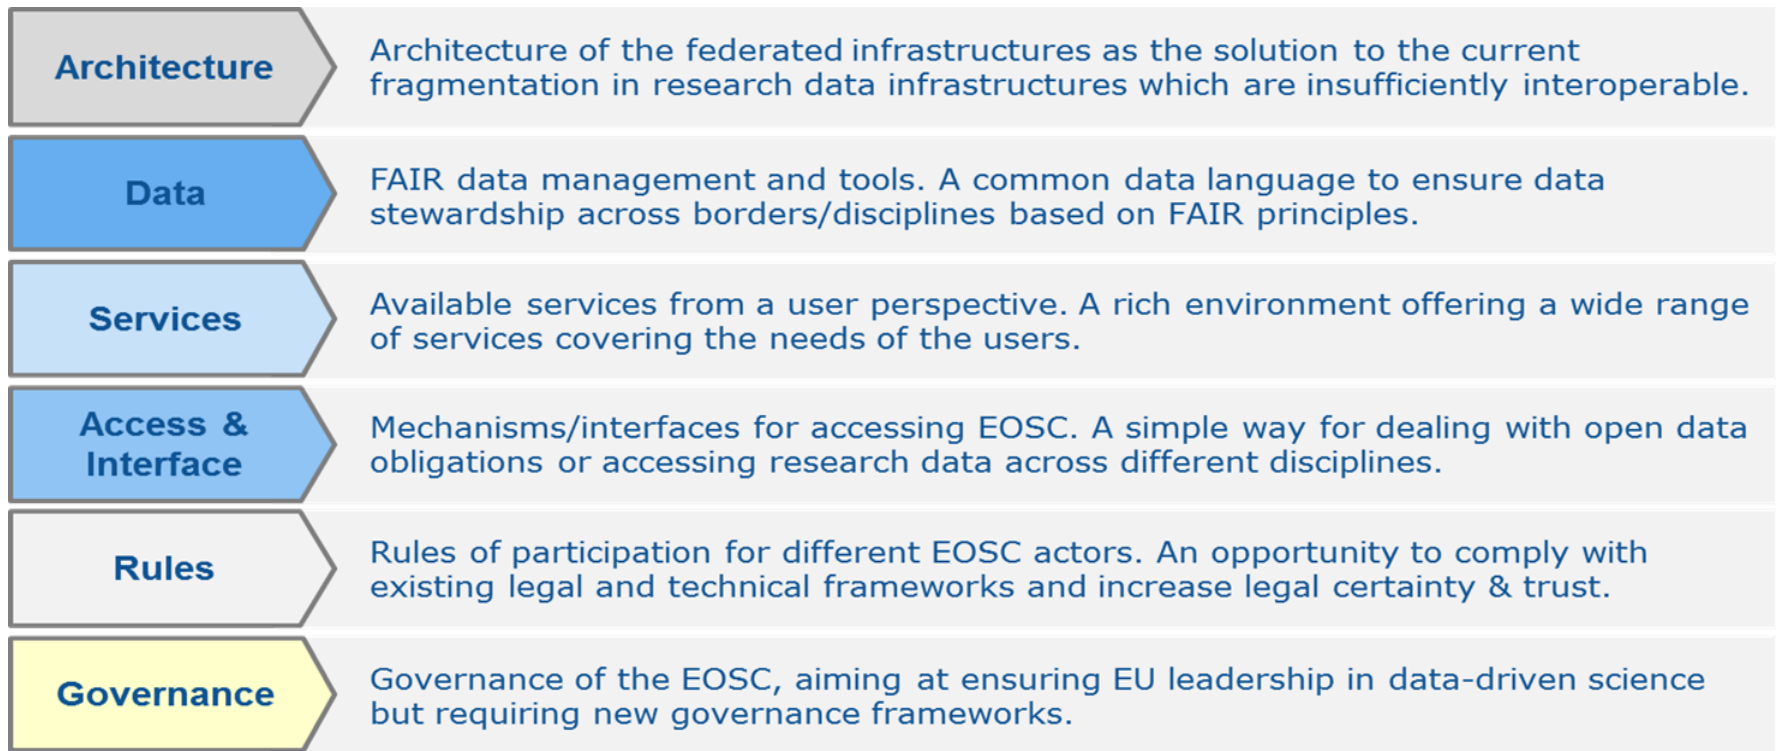 Architecture
Architecture of the federated infrastructures as the solution to the current
fragmentation in research data infrastructures which are insufficiently interoperable.
Data
FAIR data management and tools. A common data language to ensure data
stewardship across borders/disciplines based on FAIR principles.
Services
Available services from a user perspective. A rich environment offering a wide range
of services covering the needs of the users.
Access &
Interface
Mechanisms/interfaces for accessing EOSC. A simple way for dealing with open data
obligations or accessing research data across different disciplines.
Rules
Rules of participation for different EOSC actors. An opportunity to comply with
existing legal and technical frameworks and increase legal certainty & trust.
Governance
Governance of the EOSC, aiming at ensuring EU leadership in data-driven science
but requiring new governance frameworks.